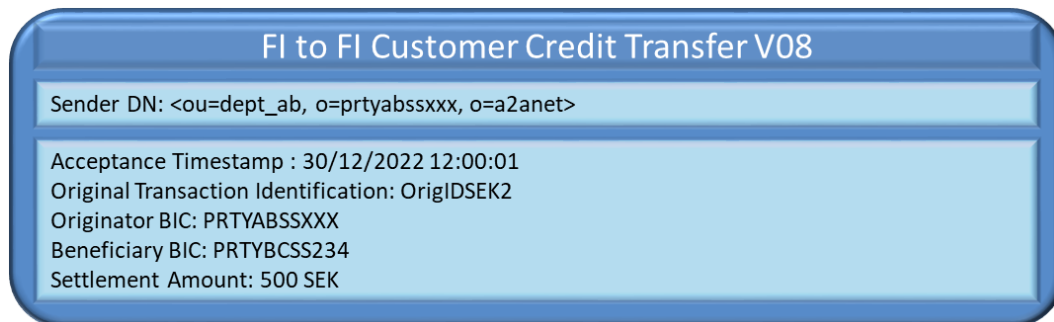 FI to FI Customer Credit Transfer V08
Sender DN: <ou=dept_ab, o=prtyabssxxx, o=a2anet>
Acceptance Timestamp : 30/12/2022 12:00:01
Original Transaction Identification: OrigIDSEK2
Originator BIC: PRTYABSSXXX
Beneficiary BIC: PRTYBCSS234
Settlement Amount: 500 SEK